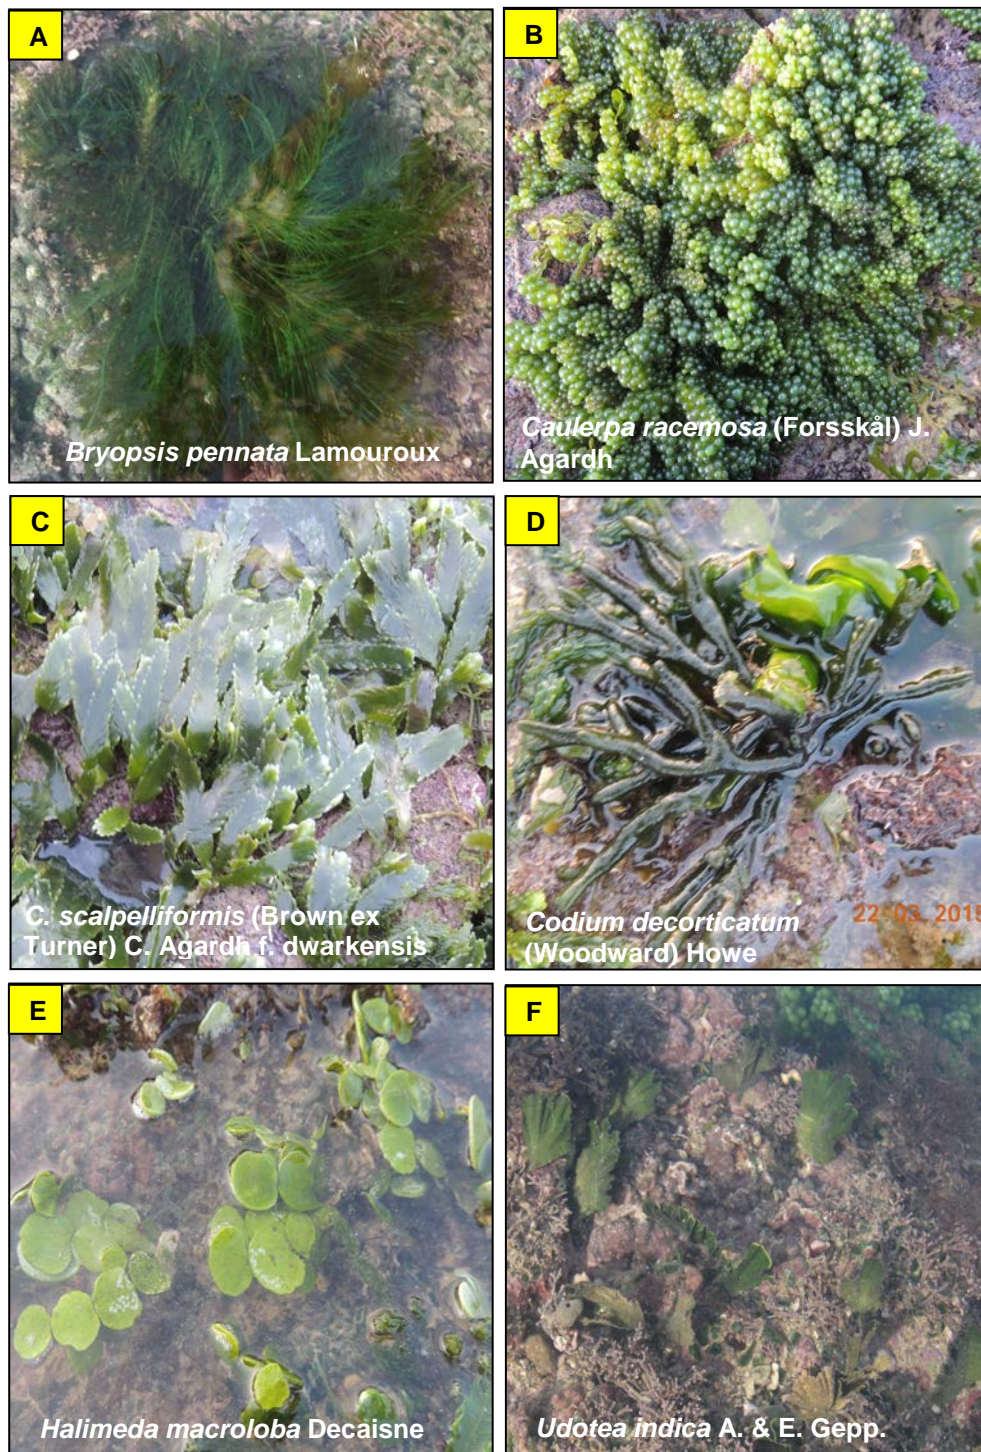 A
Bryopsis pennata Lamouroux
B
Caulerpa racemosa (Forsskål) J.
Agardh
C
C. scalpelliformis (Brown ex
Turner) C. Agardh f. dwarkensis
D
Codium decorticatum
(Woodward) Howe
22 03 2015
E
Halimeda macroloba Decaisne
F
Udotea indica A. & E. Gepp.